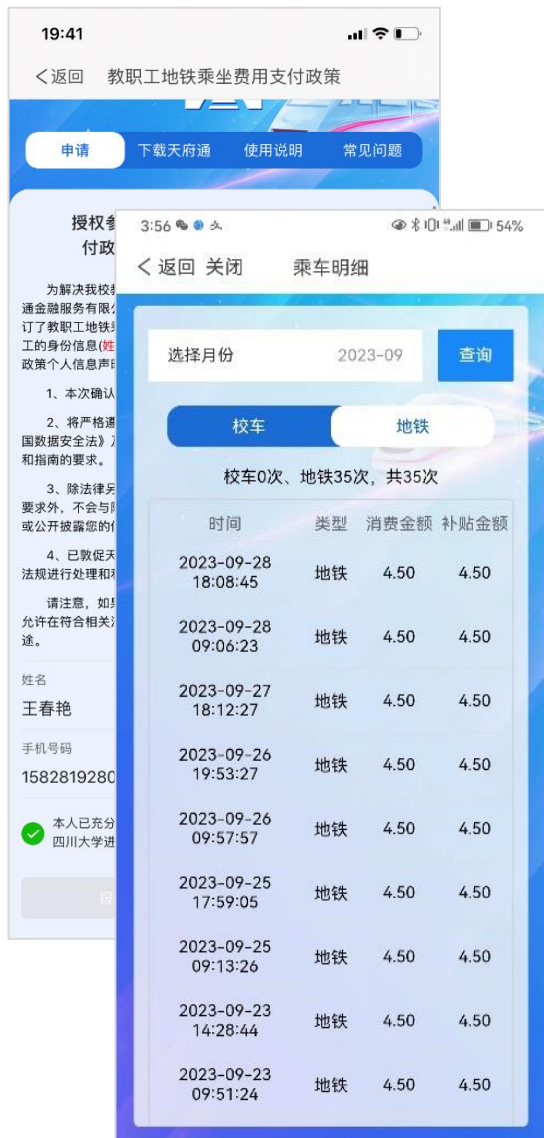 19:41
返回 教职工地铁乘坐费用支付政策
申请 下载天府通 使用说明 常见问题
授权
付政
为解决我校
通金融服务有限
订了教职工地铁
工的身份信息(姓
政策个人信息声
1、本次确认
2、将严格遵
国数据安全法》
和指南的要求。
3、除法律另
要求外，不会与
或公开披露您的
4、已敦促天
法规进行处理和
请注意，如
允许在符合相关
途。
姓名
王春艳
手机号码
1582819280
本人已充分
四川大学进
报
3:56 54%
返回 关闭 乘车明细
选择月份 2023-09 查询
校车 地铁
校车0次、地铁35次，共35次
时间 类型 消费金额 补贴金额
2023-09-28
18:08:45 地铁 4.50 4.50
2023-09-28
09:06:23 地铁 4.50 4.50
2023-09-27
18:12:27 地铁 4.50 4.50
2023-09-26
19:53:27 地铁 4.50 4.50
2023-09-26
09:57:57 地铁 4.50 4.50
2023-09-25
17:59:05 地铁 4.50 4.50
2023-09-25
09:13:26 地铁 4.50 4.50
2023-09-23
14:28:44 地铁 4.50 4.50
2023-09-23
09:51:24 地铁 4.50 4.50